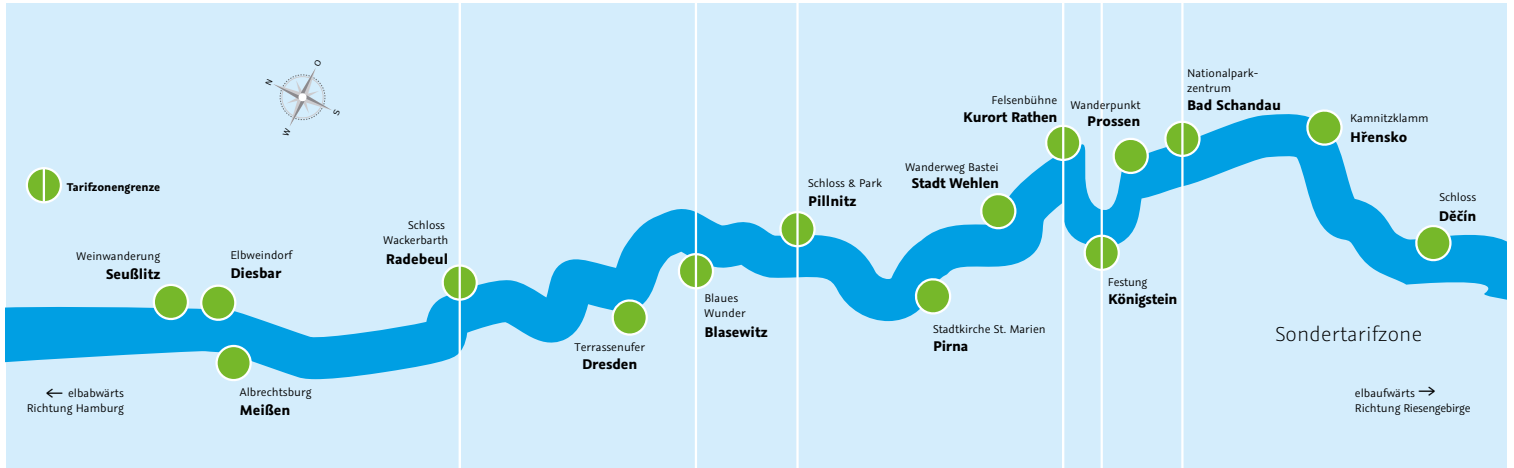 N
O
S
W
Tarifzonengrenze
Weinwanderung
Seußlitz
Elbweindorf
Diesbar
Albrechtsburg
Meißen
← elbabwärts
Richtung Hamburg
Schloss
Wackerbarth
Radebeul
Terrassenufer
Dresden
Blaues
Wunder
Blasewitz
Schloss & Park
Pillnitz
Stadtkirche St. Marien
Pirna
Wanderweg Bastei
Stadt Wehlen
Felsenbühne
Kurort Rathen
Festung
Königstein
Wanderpunkt
Prossen
Nationalpark-
zentrum
Bad Schandau
Kamnitzklamm
Hřensko
Schloss
Děčín
Sondertarifzone
elbaufwärts →
Richtung Riesengebirge